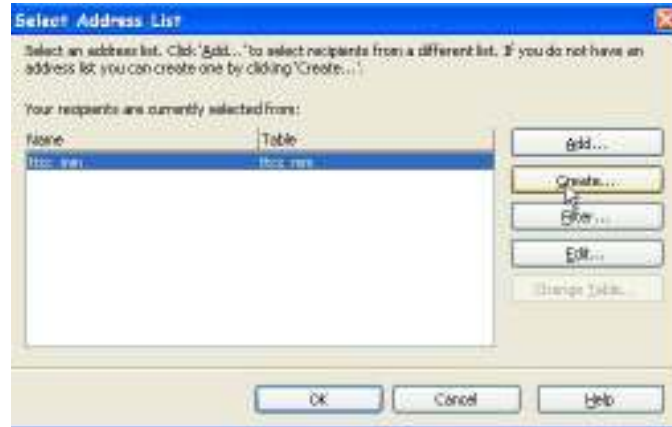 Select Address List
Select an address list. Click 'Add...' to select recipients from a different list. If you do not have an
address list you can create one by clicking 'Create...'.
Your recipients are currently selected from:
Name Table
Add...
Create...
Filter...
Edit...
Change Table...
OK Cancel Help